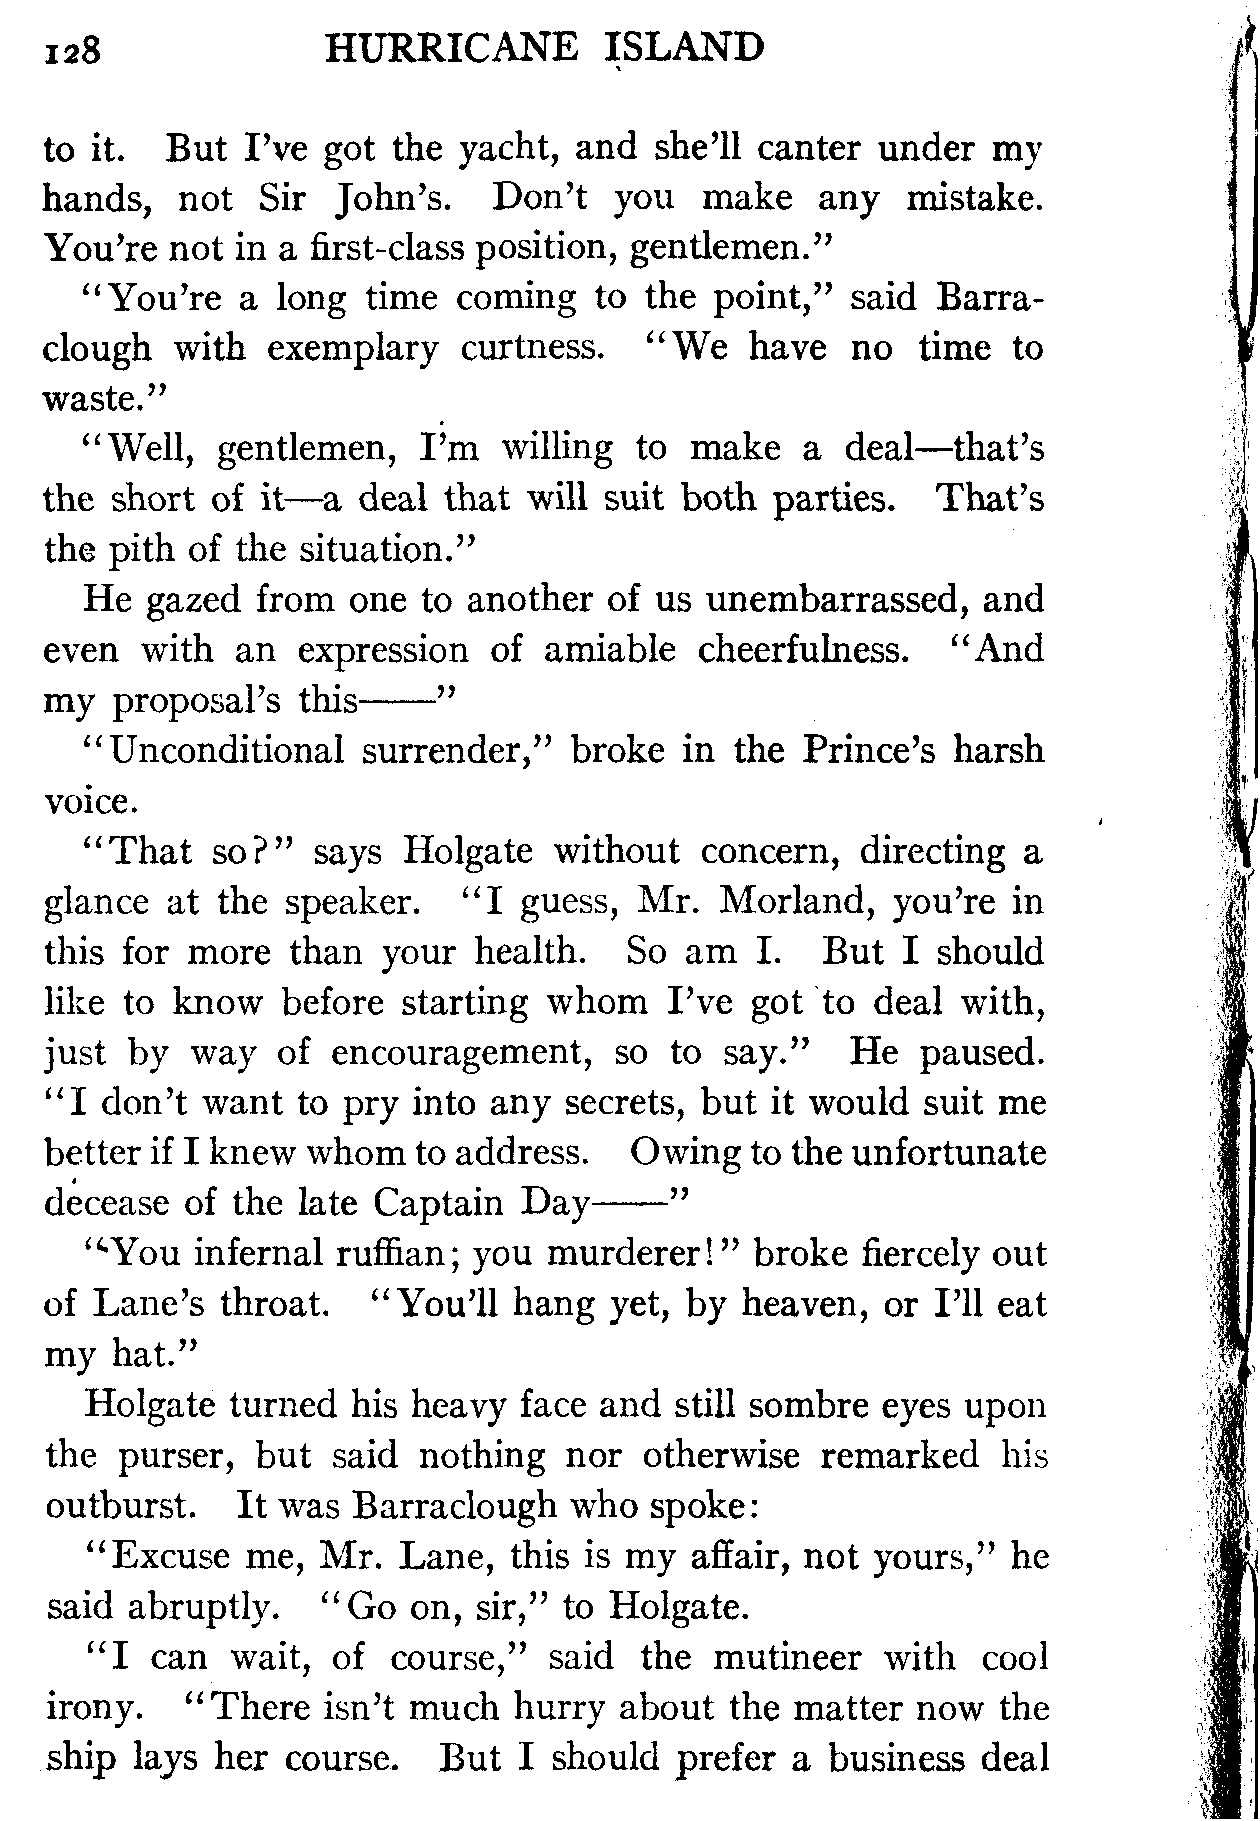 128 HURRICANE ISLAND
to it. But I've got the yacht, and she'll canter under my
hands, not Sir John's. Don't you make any mistake.
You're not in a first-class position, gentlemen."
"You're a long time coming to the point," said Barra-
clough with exemplary curtness. "We have no time to
waste."
"Well, gentlemen, I'm willing to make a deal—that's
the short of it—a deal that will suit both parties. That's
the pith of the situation."
He gazed from one to another of us unembarrassed, and
even with an expression of amiable cheerfulness. "And
my proposal's this——"
"Unconditional surrender," broke in the Prince's harsh
voice.
"That so?" says Holgate without concern, directing a
glance at the speaker. "I guess, Mr. Morland, you're in
this for more than your health. So am I. But I should
like to know before starting whom I've got to deal with,
just by way of encouragement, so to say." He paused.
"I don't want to pry into any secrets, but it would suit me
better if I knew whom to address. Owing to the unfortunate
decease of the late Captain Day——"
"You infernal ruffian; you murderer!" broke fiercely out
of Lane's throat. "You'll hang yet, by heaven, or I'll eat
my hat."
Holgate turned his heavy face and still sombre eyes upon
the purser, but said nothing nor otherwise remarked his
outburst. It was Barraclough who spoke:
"Excuse me, Mr. Lane, this is my affair, not yours," he
said abruptly. "Go on, sir," to Holgate.
"I can wait, of course," said the mutineer with cool
irony. "There isn't much hurry about the matter now the
ship lays her course. But I should prefer a business deal